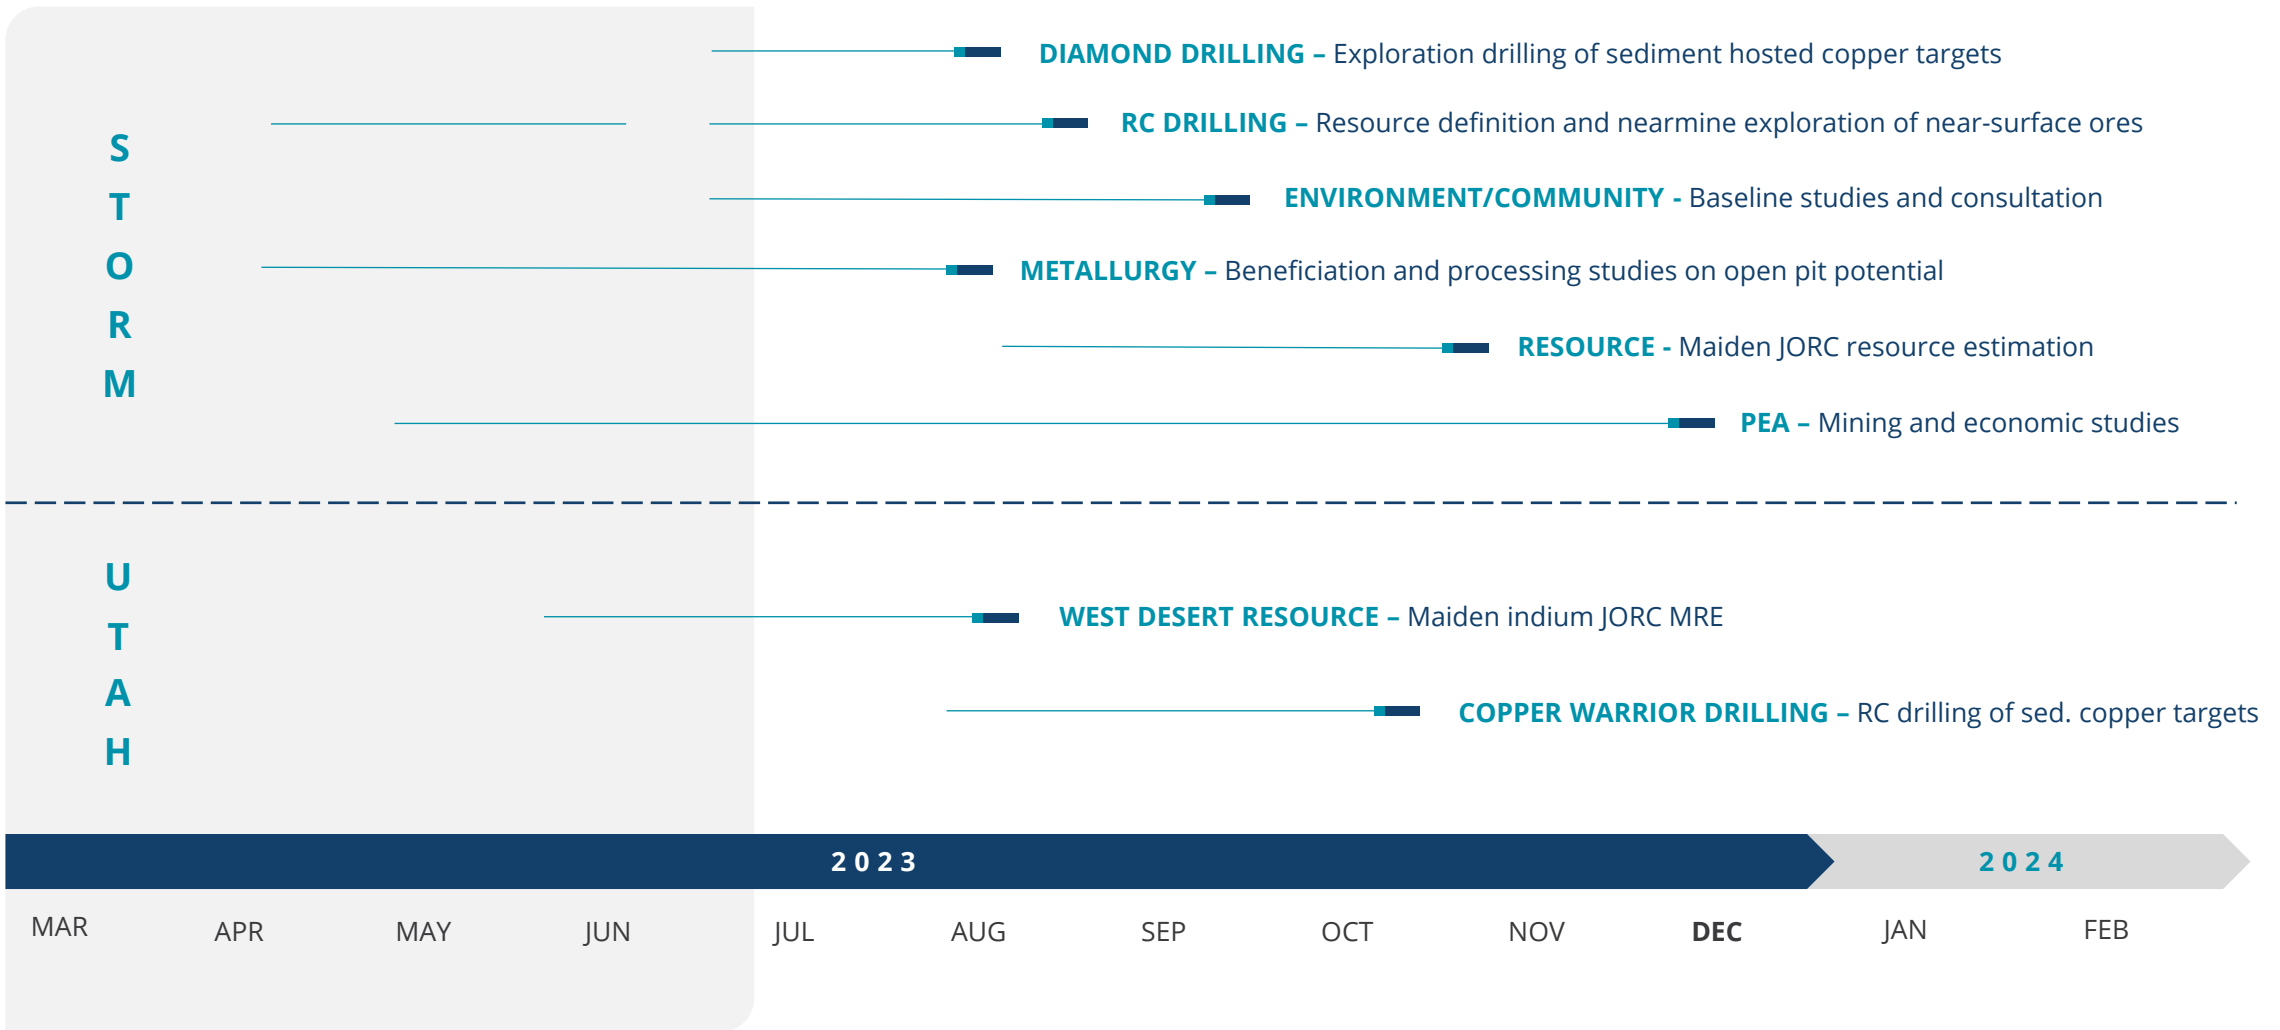 DIAMOND DRILLING – Exploration drilling of sediment hosted copper targets
RC DRILLING – Resource definition and nearmine exploration of near-surface ores
ENVIRONMENT/COMMUNITY - Baseline studies and consultation
METALLURGY – Beneficiation and processing studies on open pit potential
RESOURCE - Maiden JORC resource estimation
PEA – Mining and economic studies
S
T
O
R
M
WEST DESERT RESOURCE – Maiden indium JORC MRE
COPPER WARRIOR DRILLING – RC drilling of sed. copper targets
U
T
A
H
2023 2024
MAR APR MAY JUN JUL AUG SEP OCT NOV DEC JAN FEB